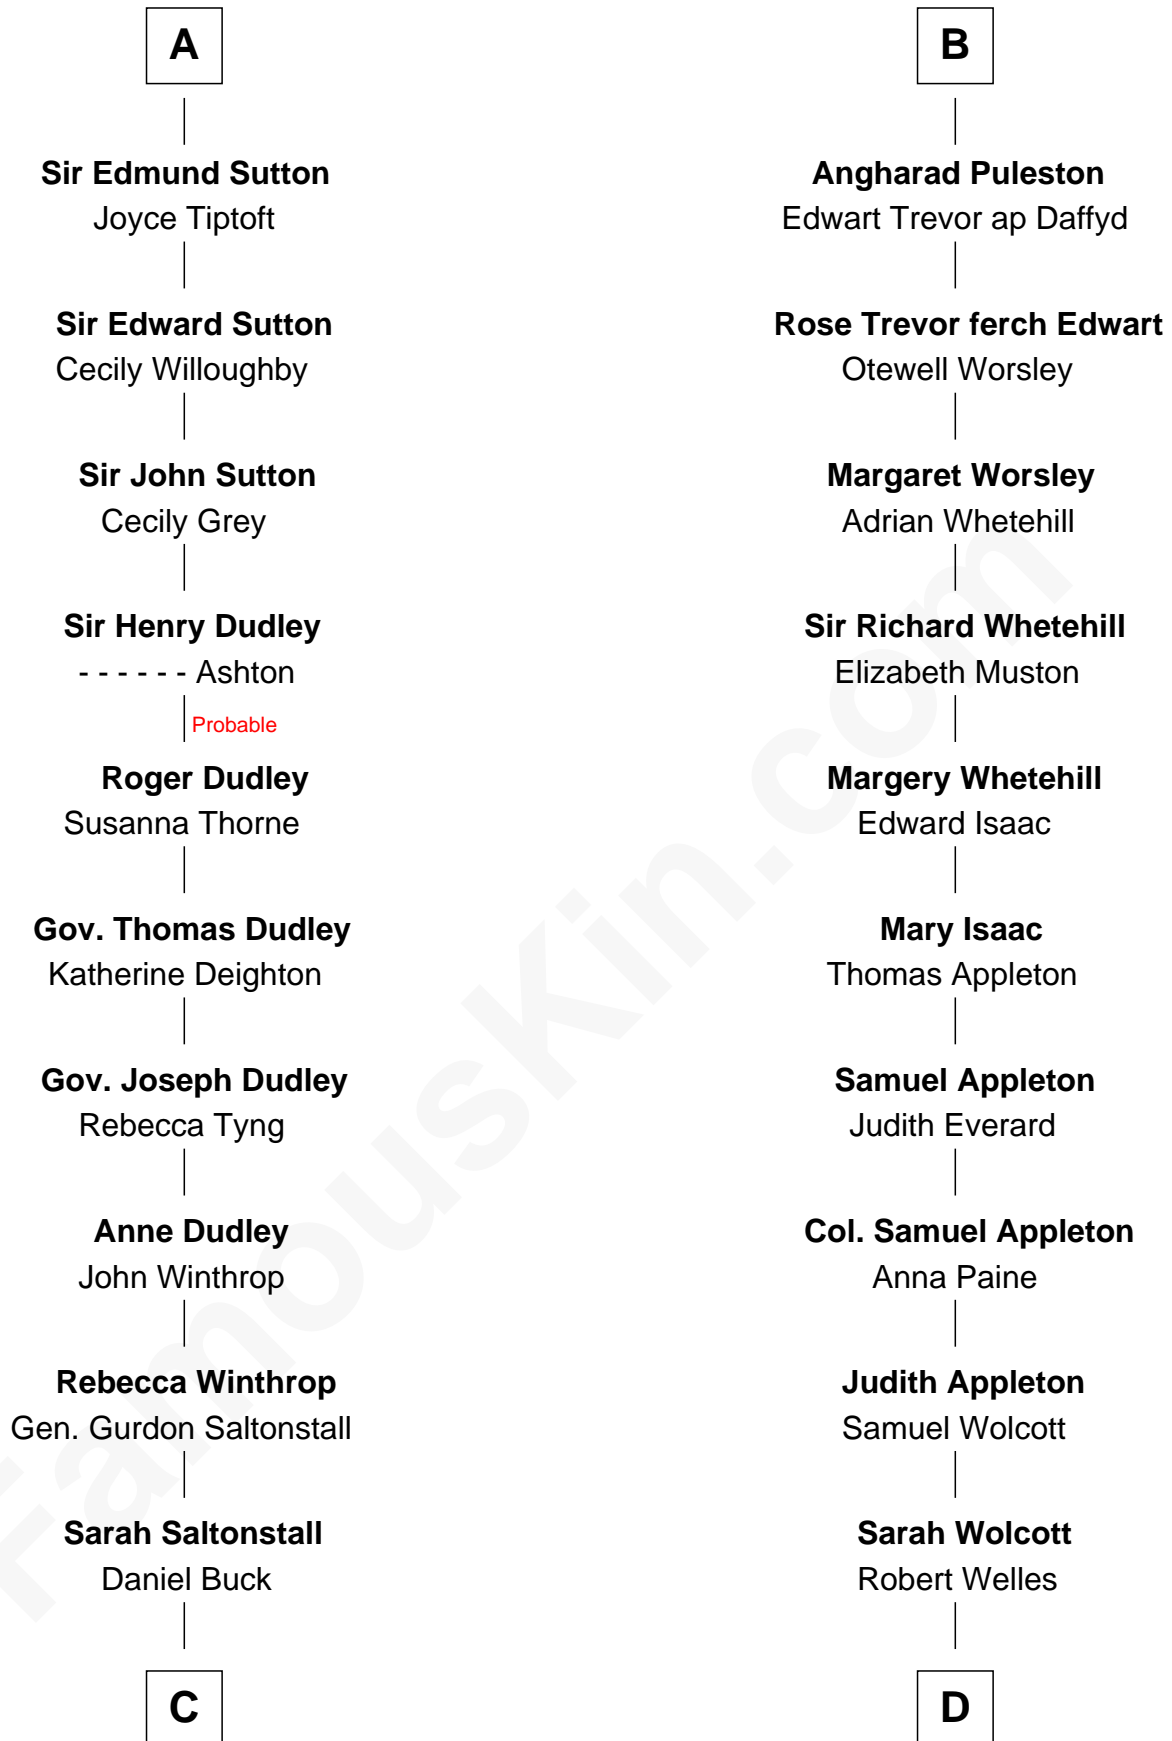 A
Sir Edmund Sutton
Joyce Tiptoft
Sir Edward Sutton
Cecily Willoughby
Sir John Sutton
Cecily Grey
Sir Henry Dudley
- - - - - - Ashton
Probable
Roger Dudley
Susanna Thorne
Gov. Thomas Dudley
Katherine Deighton
Gov. Joseph Dudley
Rebecca Tyng
Anne Dudley
John Winthrop
Rebecca Winthrop
Gen. Gurdon Saltonstall
Sarah Saltonstall
Daniel Buck
C
B
Angharad Puleston
Edwart Trevor ap Daffyd
Rose Trevor ferch Edwart
Otewell Worsley
Margaret Worsley
Adrian Whetehill
Sir Richard Whetehill
Elizabeth Muston
Margery Whetehill
Edward Isaac
Mary Isaac
Thomas Appleton
Samuel Appleton
Judith Everard
Col. Samuel Appleton
Anna Paine
Judith Appleton
Samuel Wolcott
Sarah Wolcott
Robert Welles
D
FamousKin.com